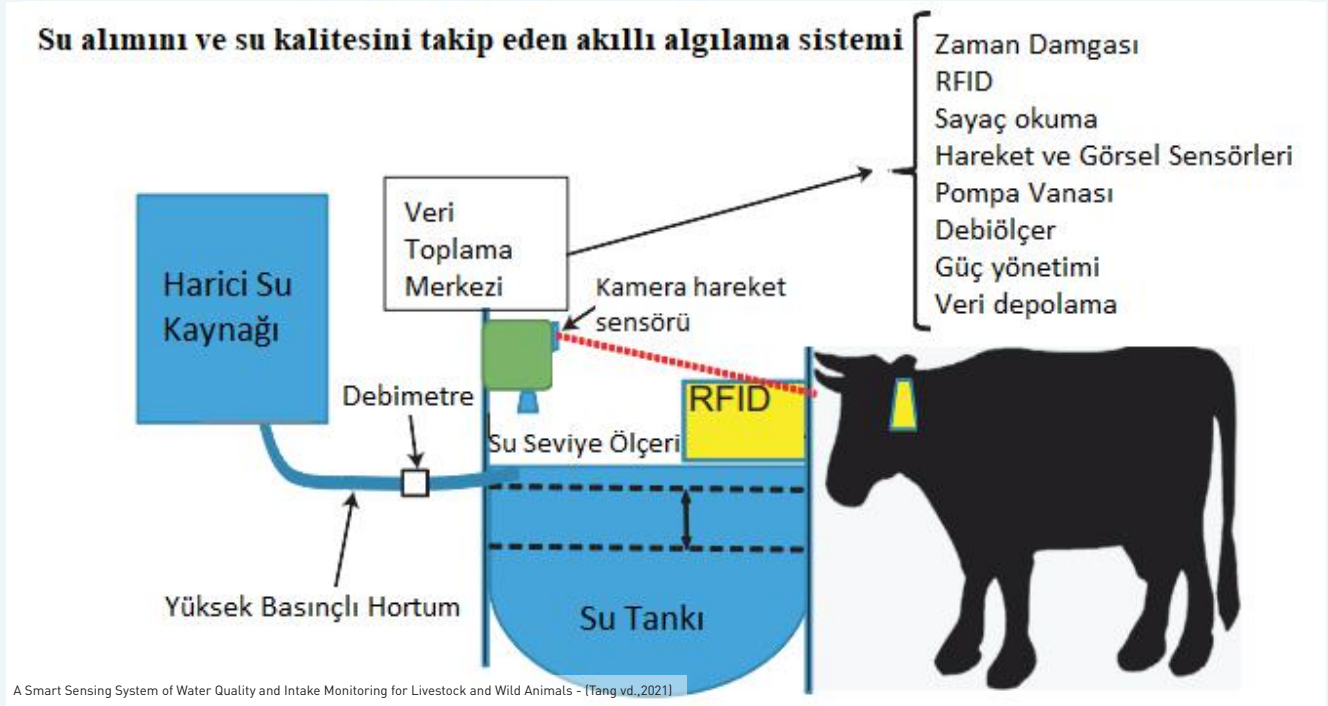 Su alımını ve su kalitesini takip eden akıllı algılama sistemi
Zaman Damgası
RFID
Sayaç okuma
Hareket ve Görsel Sensörleri
Pompa Vanası
Debiölçer
Güç yönetimi
Veri depolama
Veri
Toplama
Merkezi
Harici Su
Kaynağı
Kamera hareket
sensörü
Debimetre
RFID
Su Seviye Ölçeri
Yüksek Basınçlı Hortum
Su Tankı
A Smart Sensing System of Water Quality and Intake Monitoring for Livestock and Wild Animals - (Tang vd.,2021)